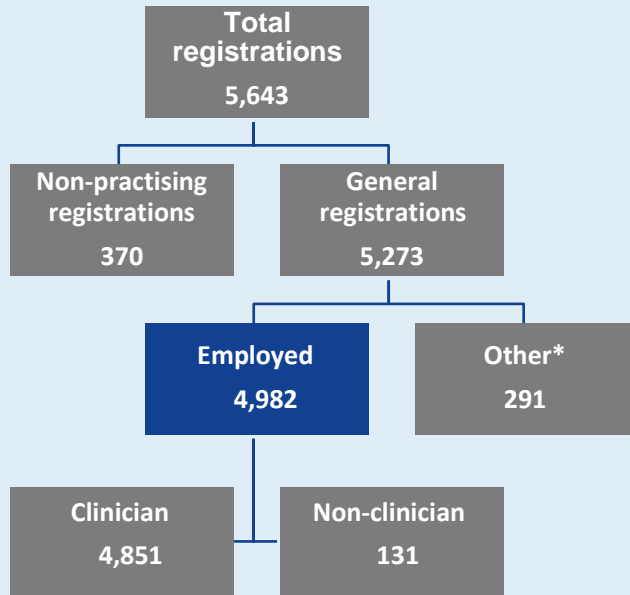 Total
registrations
5,643
Non-practising
registrations
370
General
registrations
5,273
Employed
4,982
Other*
291
Clinician
4,851
Non-clinician
131